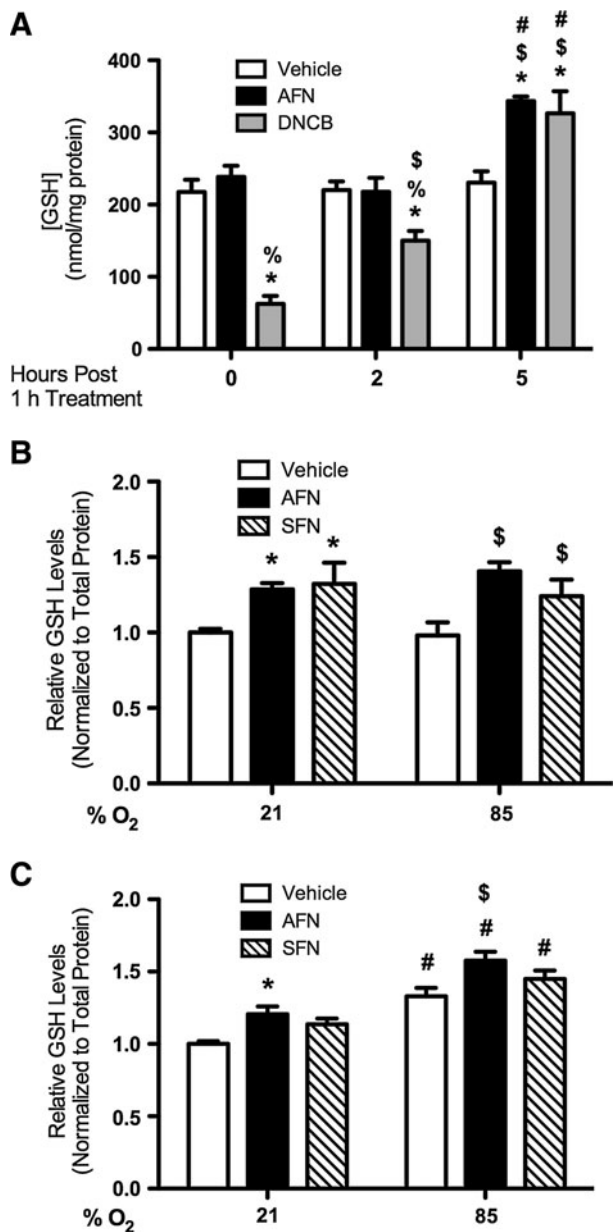 A
400
300
200
100
0
[GSH]
(nmol/mg protein)
Vehicle
AFN
DNCB
%
*
$
%
*
#
$
*
#
$
*
Hours Post
1 h Treatment
0
2
5
B
Vehicle
AFN
SFN
2.0
1.5
1.0
0.5
0.0
Relative GSH Levels
(Normalized to Total Protein)
*
*
$
$
% O2
21
85
C
Vehicle
AFN
SFN
2.0
1.5
1.0
0.5
0.0
Relative GSH Levels
(Normalized to Total Protein)
*
#
$
#
#
% O2
21
85